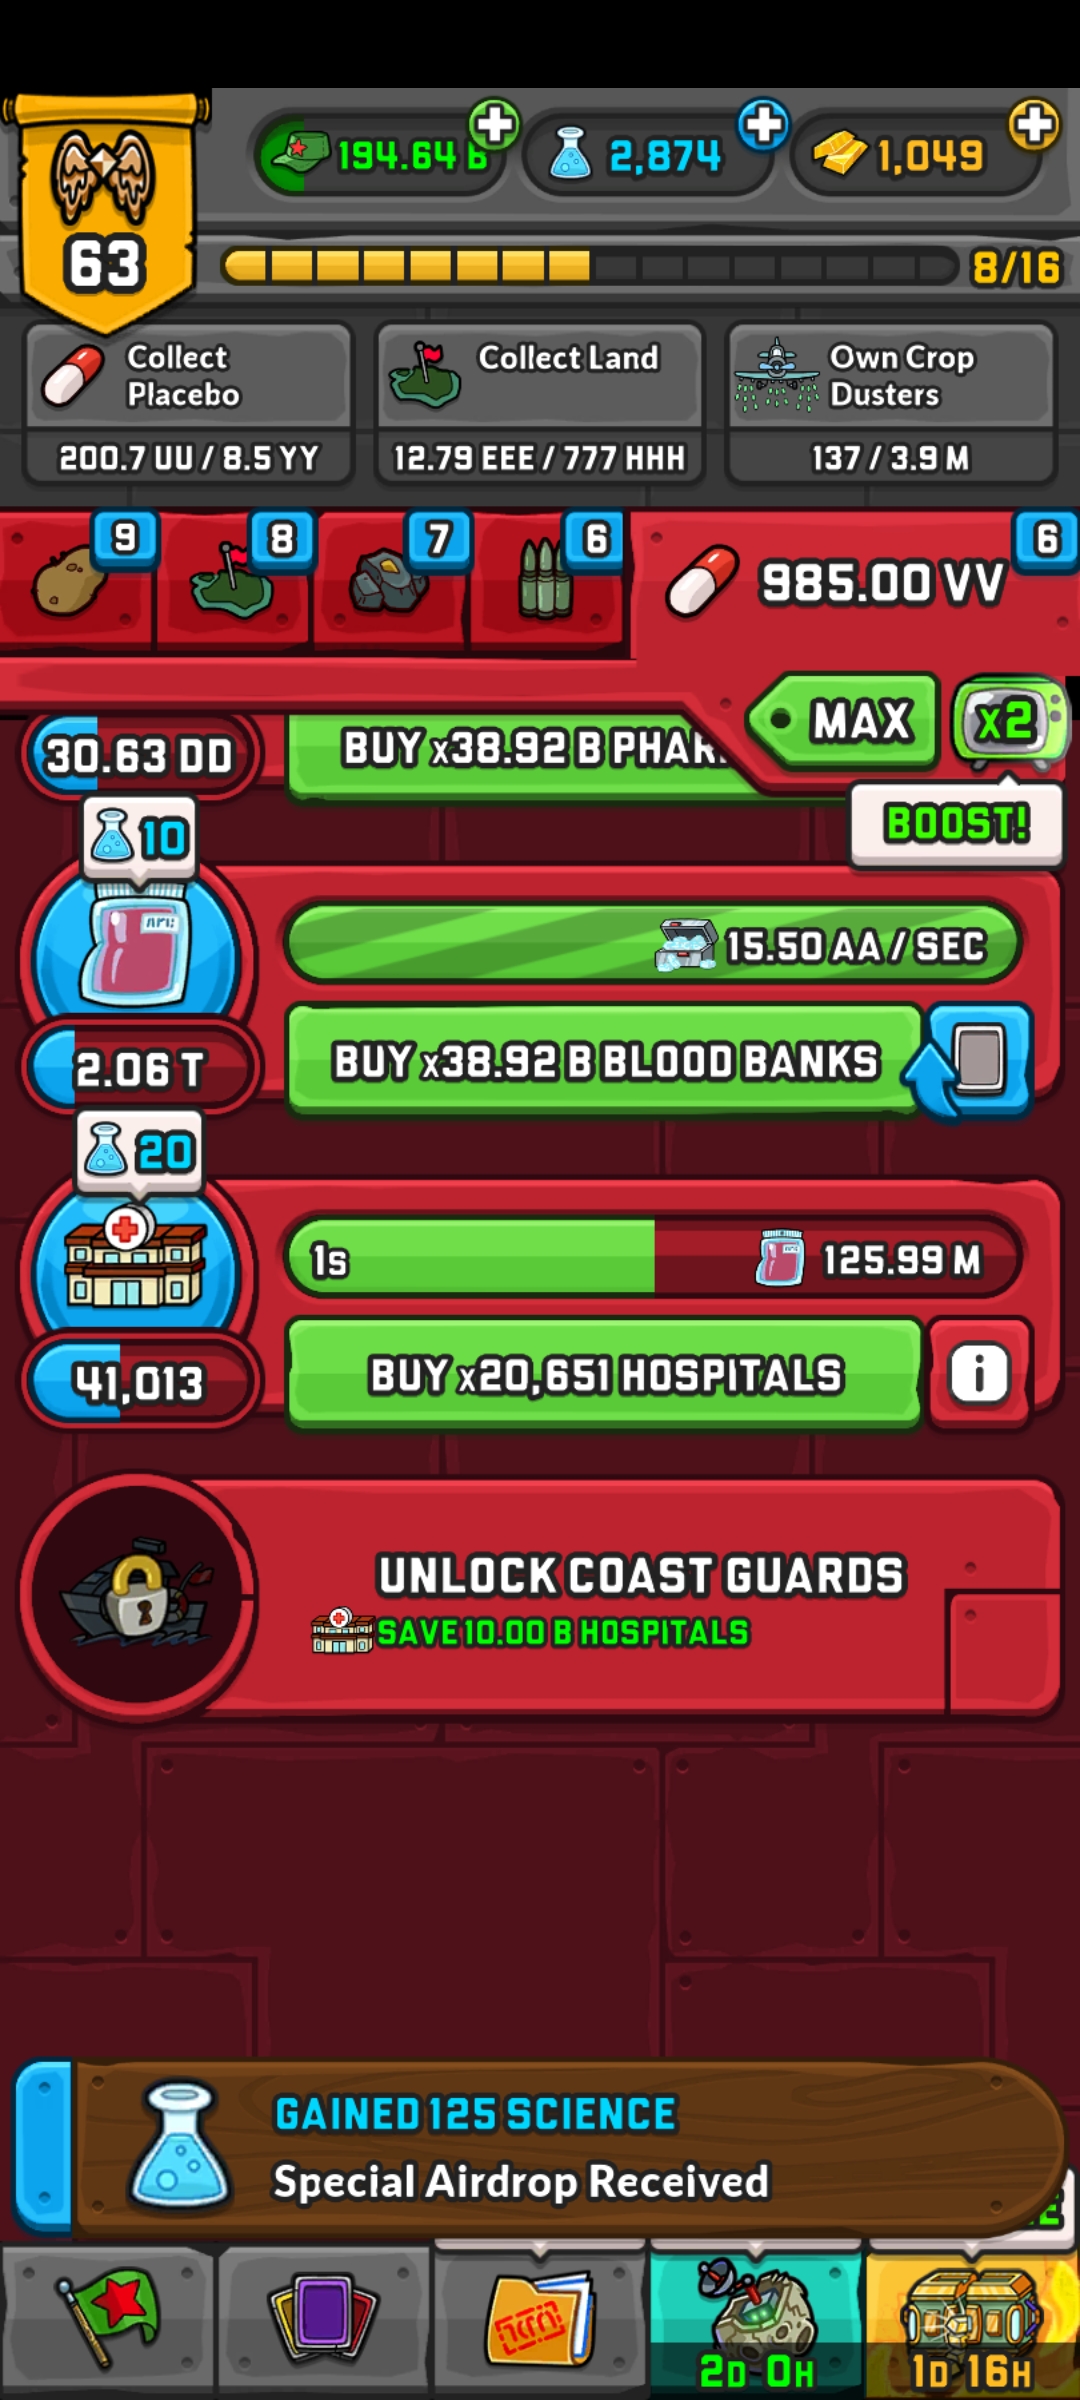 194.64 B
2,874
1,049
63
8/16
Collect
Placebo
200.7 UU / 8.5 YY
Collect Land
12.79 EEE / 777 HHH
Own Crop
Dusters
137 / 3.9 M
9
8
7
6
985.00 VV
6
MAX
x2
BOOST!
30.63 DD
BUY x38.92 B PHAR
10
15.50 AA / SEC
2.06 T
BUY x38.92 B BLOOD BANKS
20
1s
125.99 M
41,013
BUY x20,651 HOSPITALS
i
UNLOCK COAST GUARDS
SAVE 10.00 B HOSPITALS
GAINED 125 SCIENCE
Special Airdrop Received
2D 0H
1D 16H